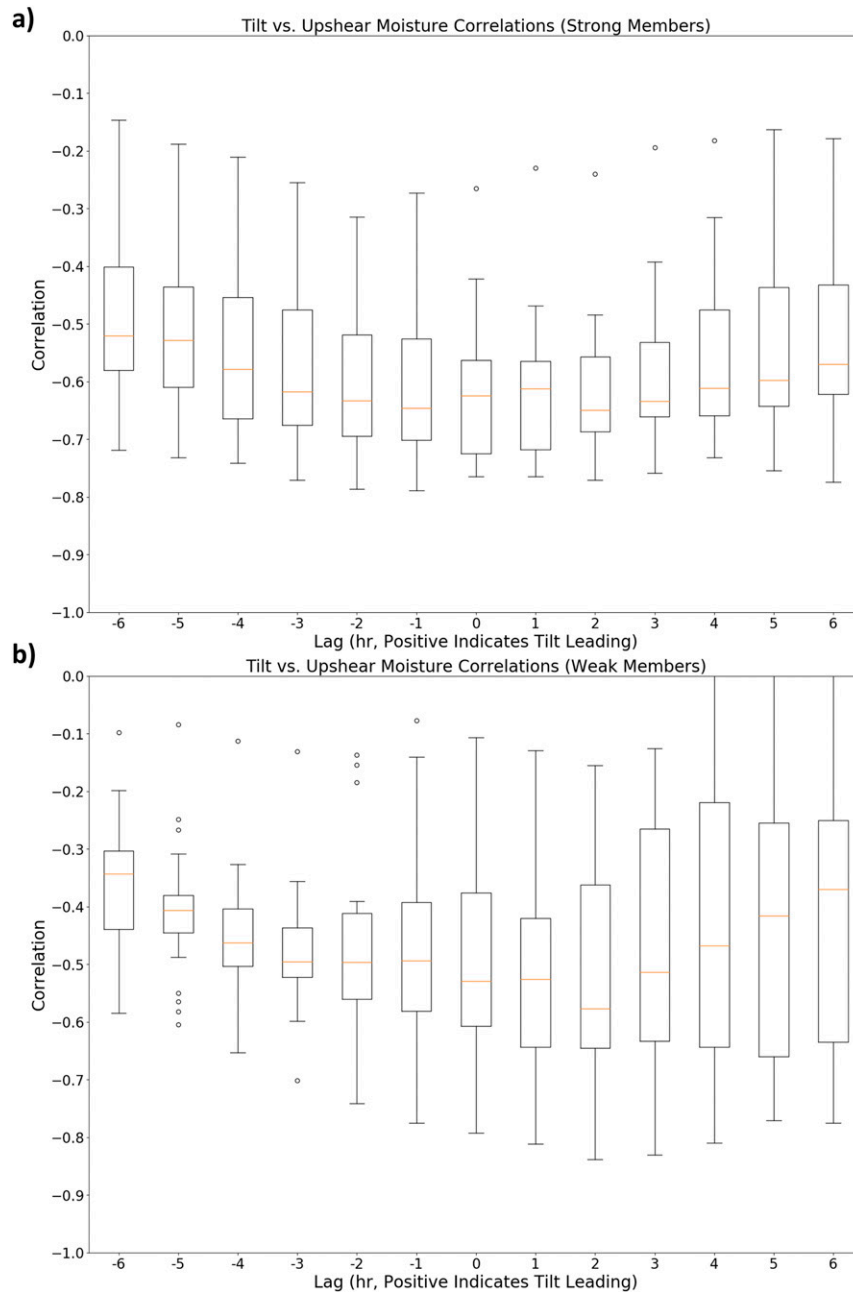 a)
Tilt vs. Upshear Moisture Correlations (Strong Members)
0.0
−0.1
−0.2
−0.3
−0.4
−0.5
−0.6
−0.7
−0.8
−0.9
−1.0
Correlation
-6 -5 -4 -3 -2 -1 0 1 2 3 4 5 6
Lag (hr, Positive Indicates Tilt Leading)
b)
Tilt vs. Upshear Moisture Correlations (Weak Members)
0.0
−0.1
−0.2
−0.3
−0.4
−0.5
−0.6
−0.7
−0.8
−0.9
−1.0
Correlation
-6 -5 -4 -3 -2 -1 0 1 2 3 4 5 6
Lag (hr, Positive Indicates Tilt Leading)